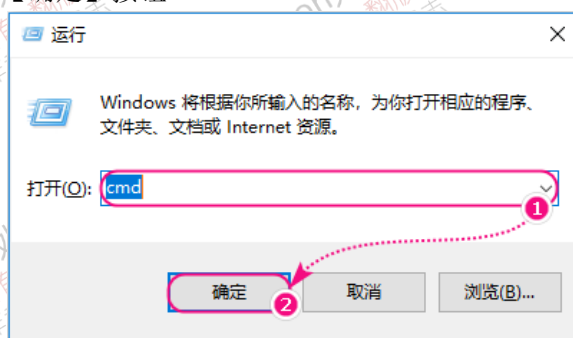 运行
Windows 将根据你所输入的名称，为你打开相应的程序、
文件夹、文档或 Internet 资源。
打开(O): cmd
1
确定 2 取消 浏览(B)...